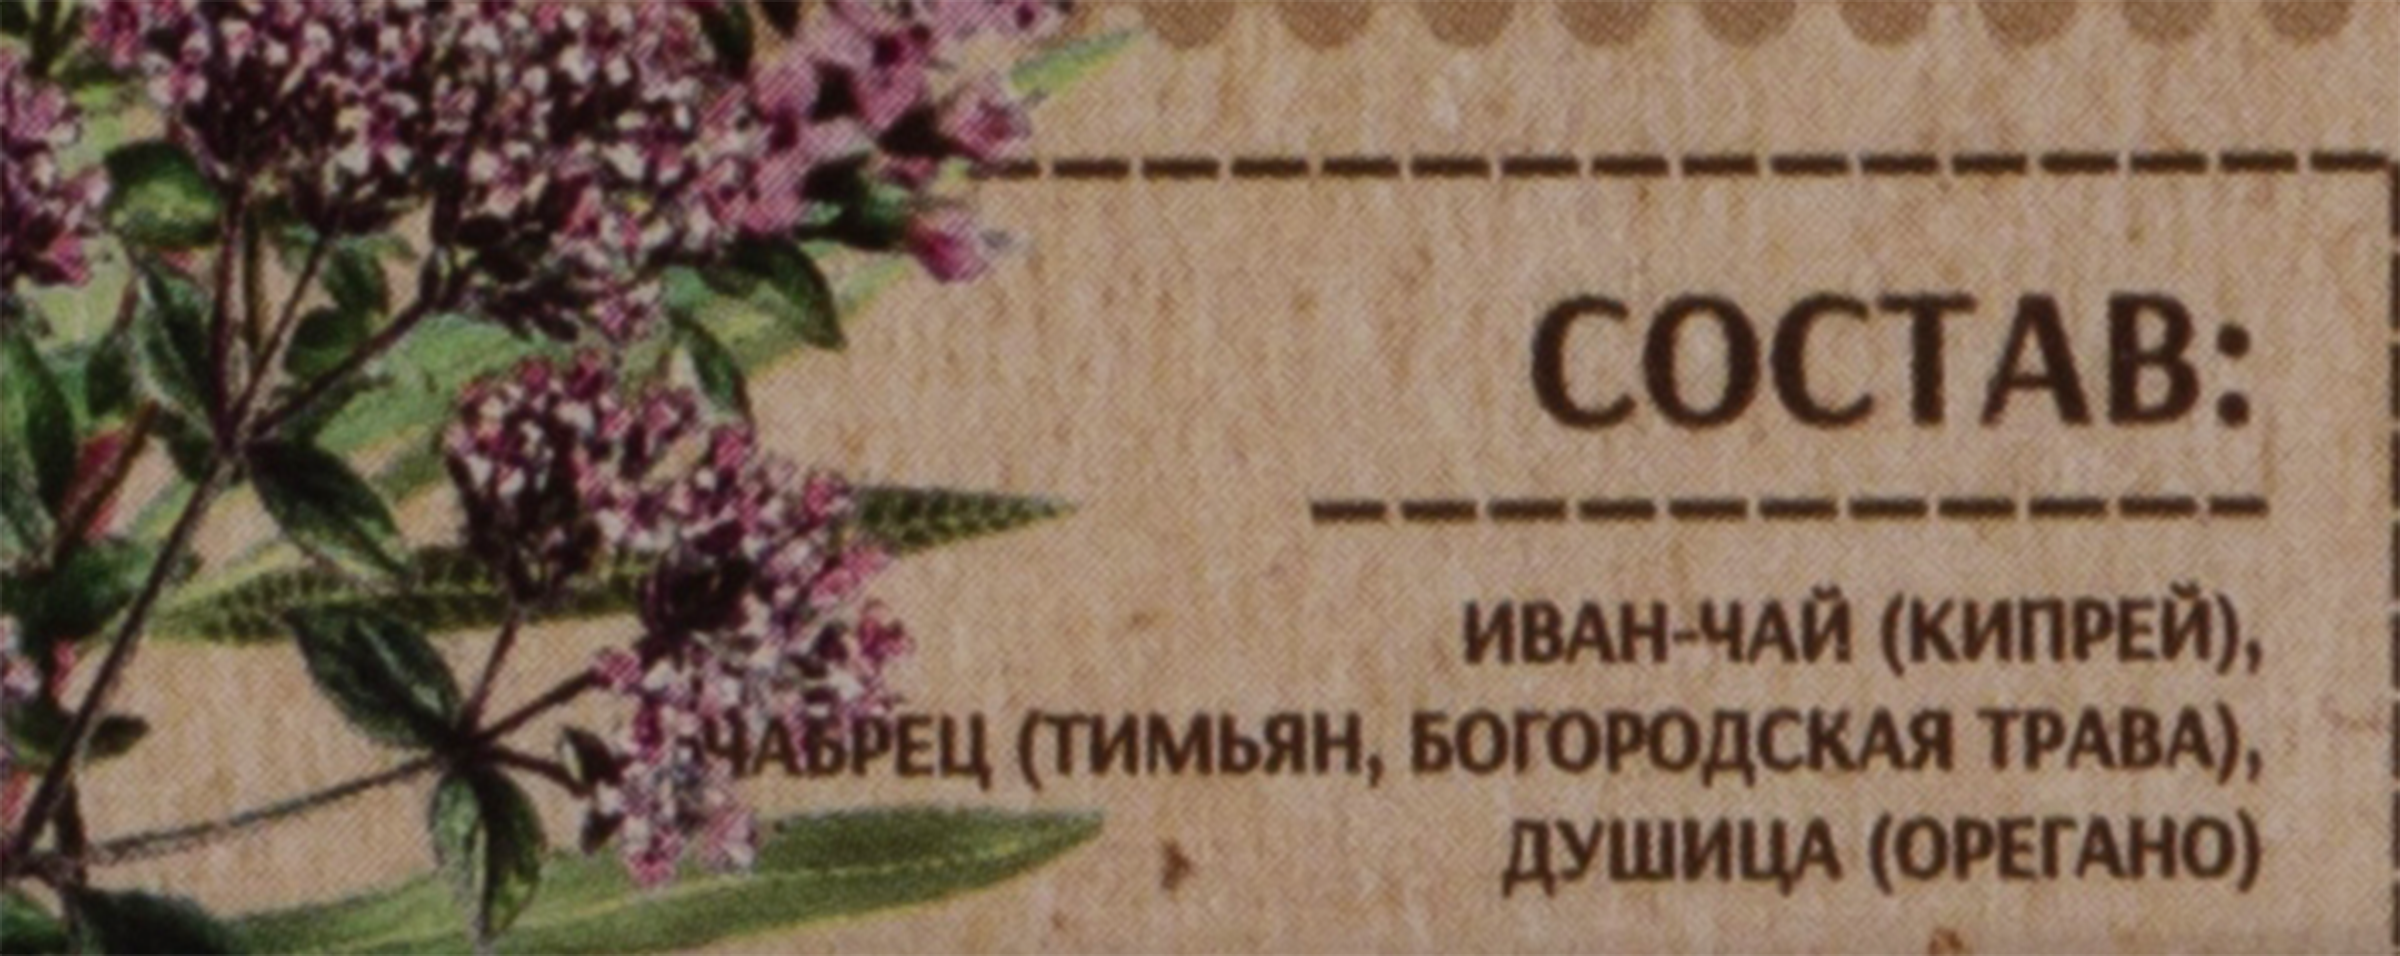 СОСТАВ:
ИВАН-ЧАЙ (КИПРЕЙ),
ЧАБРЕЦ (ТИМЬЯН, БОГОРОДСКАЯ ТРАВА),
ДУШИЦА (ОРЕГАНО)